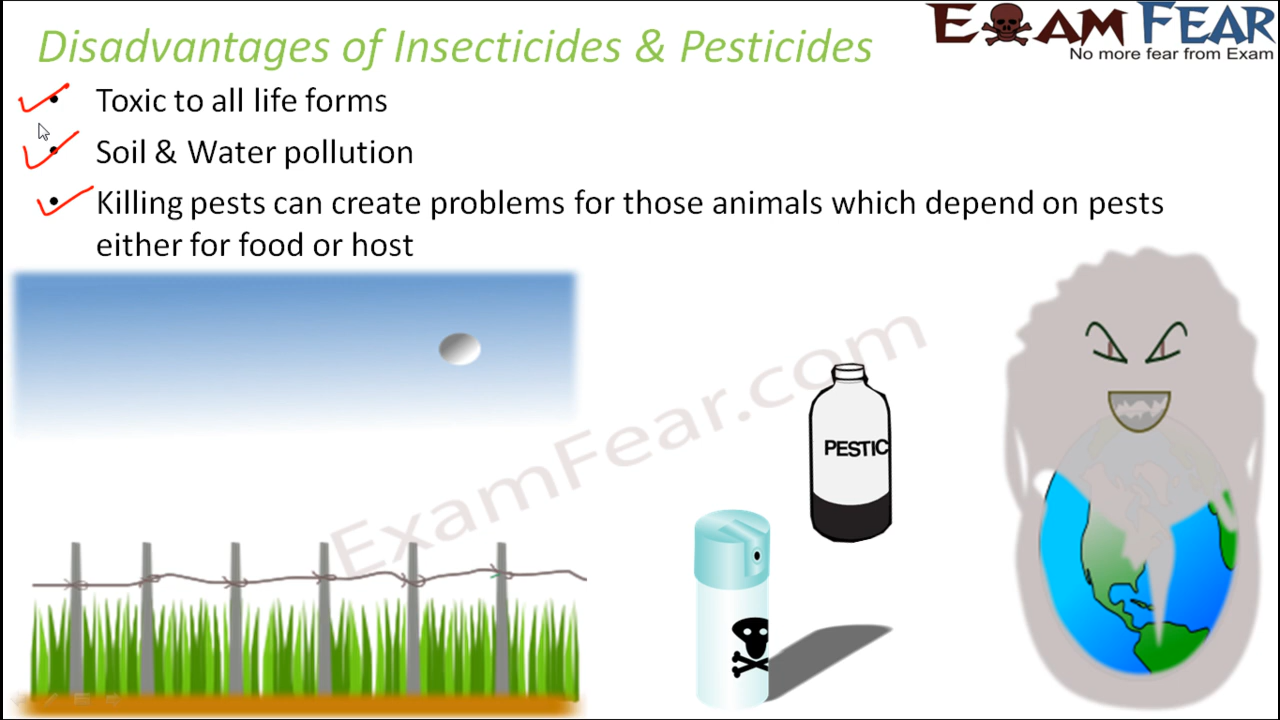 Disadvantages of Insecticides & Pesticides
EXAM FEAR
No more fear from Exam
• Toxic to all life forms
• Soil & Water pollution
• Killing pests can create problems for those animals which depend on pests
either for food or host
ExamFear.com
PESTIC